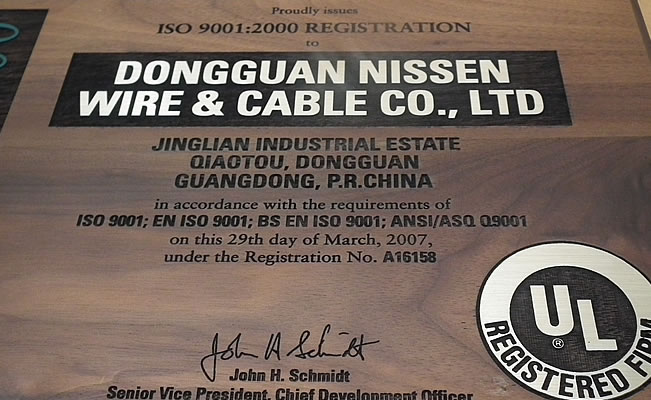 Proudly issues
ISO 9001:2000 REGISTRATION
to
DONGGUAN NISSEN
WIRE & CABLE CO., LTD
JINGLIAN INDUSTRIAL ESTATE
QIAOTOU, DONGGUAN
GUANGDONG, P.R.CHINA
in accordance with the requirements of
ISO 9001; EN ISO 9001; BS EN ISO 9001; ANSI/ASQ Q9001
on this 29th day of March, 2007,
under the Registration No. A16158
UL ®
REGISTERED FIRM
John H Schmidt
John H. Schmidt
Senior Vice President, Chief Development Officer